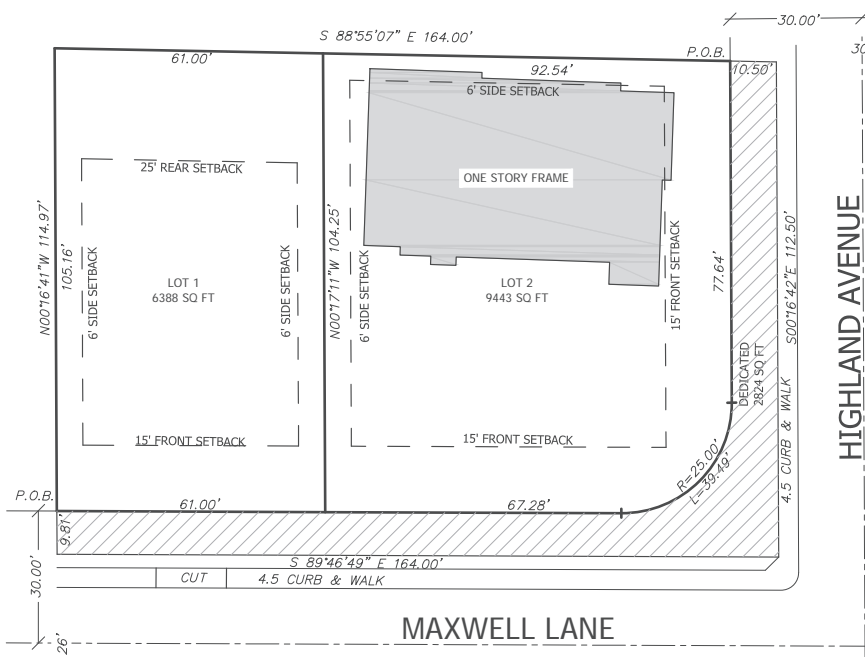 30.00'
30
S 88°55'07" E 164.00'
P.O.B.
61.00'
92.54'
10.50'
6' SIDE SETBACK
25' REAR SETBACK
ONE STORY FRAME
N00°16'41"W 114.97'
105.16'
6' SIDE SETBACK
6' SIDE SETBACK
N00°17'11"W 104.25'
6' SIDE SETBACK
15' FRONT SETBACK
77.64'
S00°16'42"E 112.50'
HIGHLAND AVENUE
LOT 1
6388 SQ FT
LOT 2
9443 SQ FT
DEDICATED
2824 SQ FT
4.5 CURB & WALK
15' FRONT SETBACK
15' FRONT SETBACK
R=25.00'
L=39.49'
P.O.B.
61.00'
67.28'
9.81'
S 89°46'49" E 164.00'
30.00'
CUT
4.5 CURB & WALK
MAXWELL LANE
26'